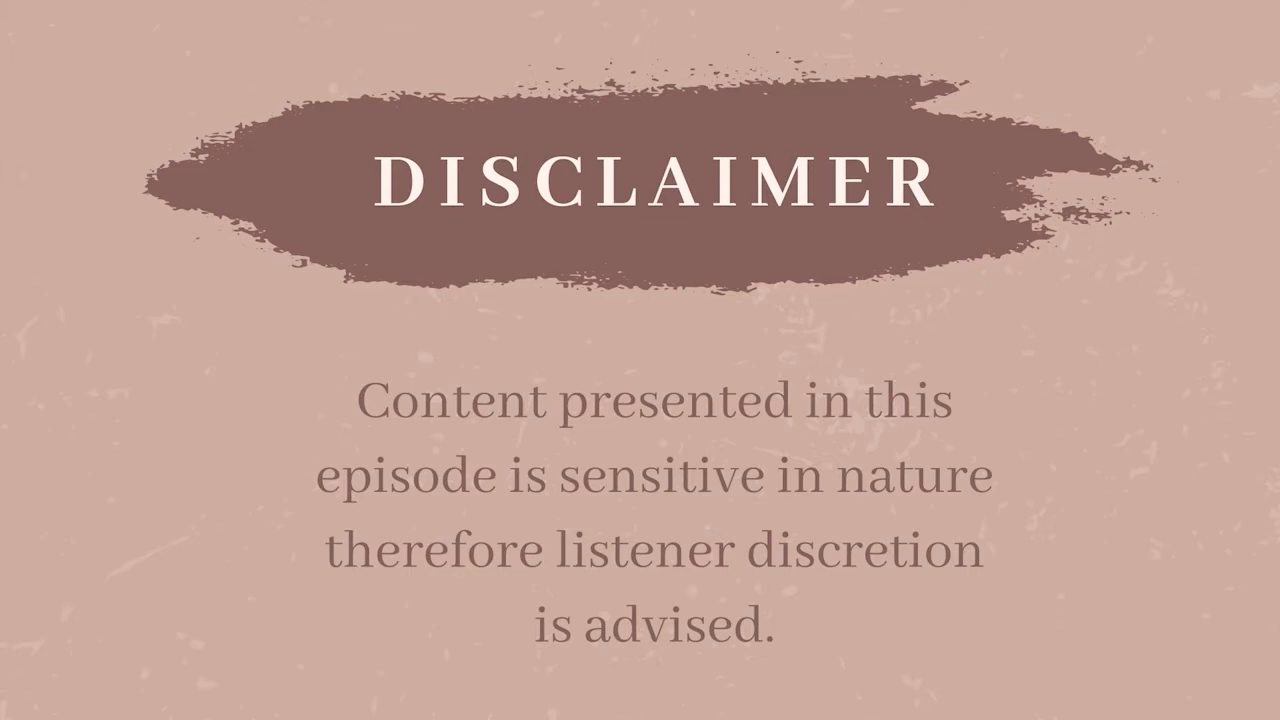 DISCLAIMER
Content presented in this
episode is sensitive in nature
therefore listener discretion
is advised.